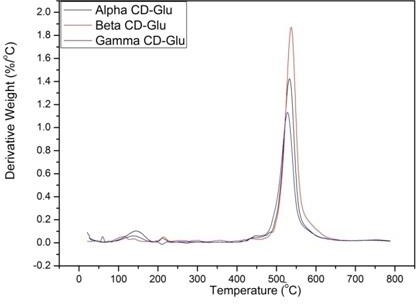 Alpha CD-Glu
Beta CD-Glu
Gamma CD-Glu
Derivative Weight (%/°C)
2.0
1.8
1.6
1.4
1.2
1.0
0.8
0.6
0.4
0.2
0.0
-0.2
0 100 200 300 400 500 600 700 800
Temperature (°C)